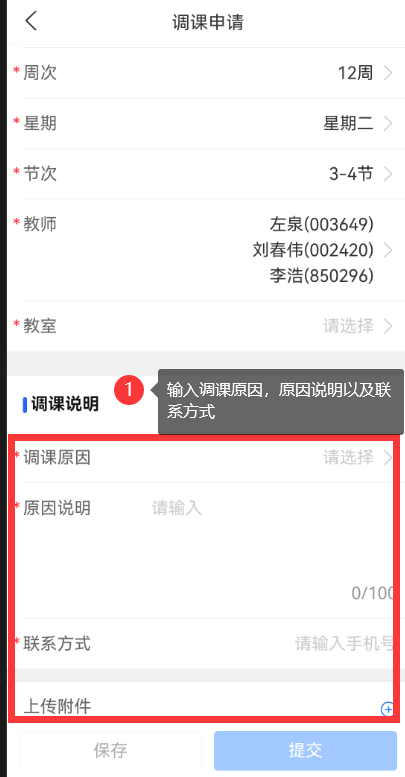 调课申请
*周次 12周
*星期 星期二
*节次 3-4节
*教师 左泉(003649)
刘春伟(002420)
李浩(850296)
*教室 请选择
调课说明
1 输入调课原因，原因说明以及联
系方式
*调课原因 请选择
*原因说明 请输入
0/100
*联系方式 请输入手机号
上传附件
保存 提交